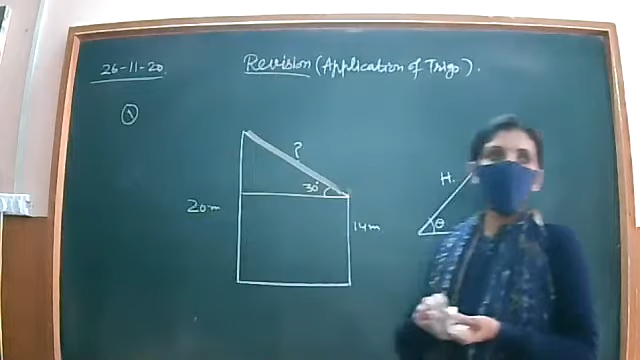 26-11-20
Revision (Application of Trigo).
1
?
30°
20m
14m
H
θ